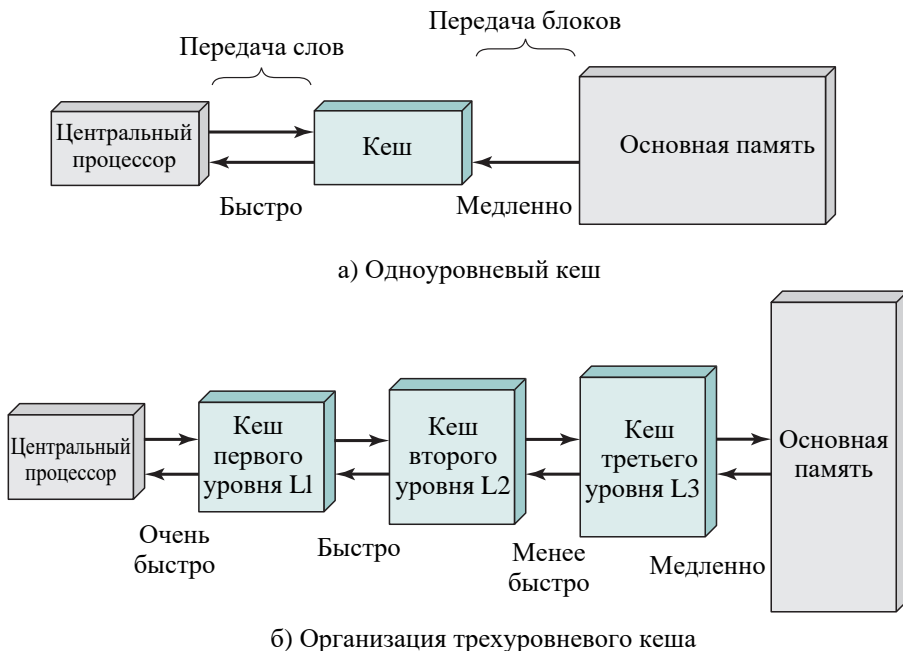 Передача слов
Передача блоков
Центральный
процессор
Кеш
Основная память
Быстро
Медленно
а) Одноуровневый кеш
Центральный
процессор
Кеш
первого
уровня L1
Кеш
второго
уровня L2
Кеш
третьего
уровня L3
Основная
память
Очень
быстро
Быстро
Менее
быстро
Медленно
б) Организация трехуровневого кеша